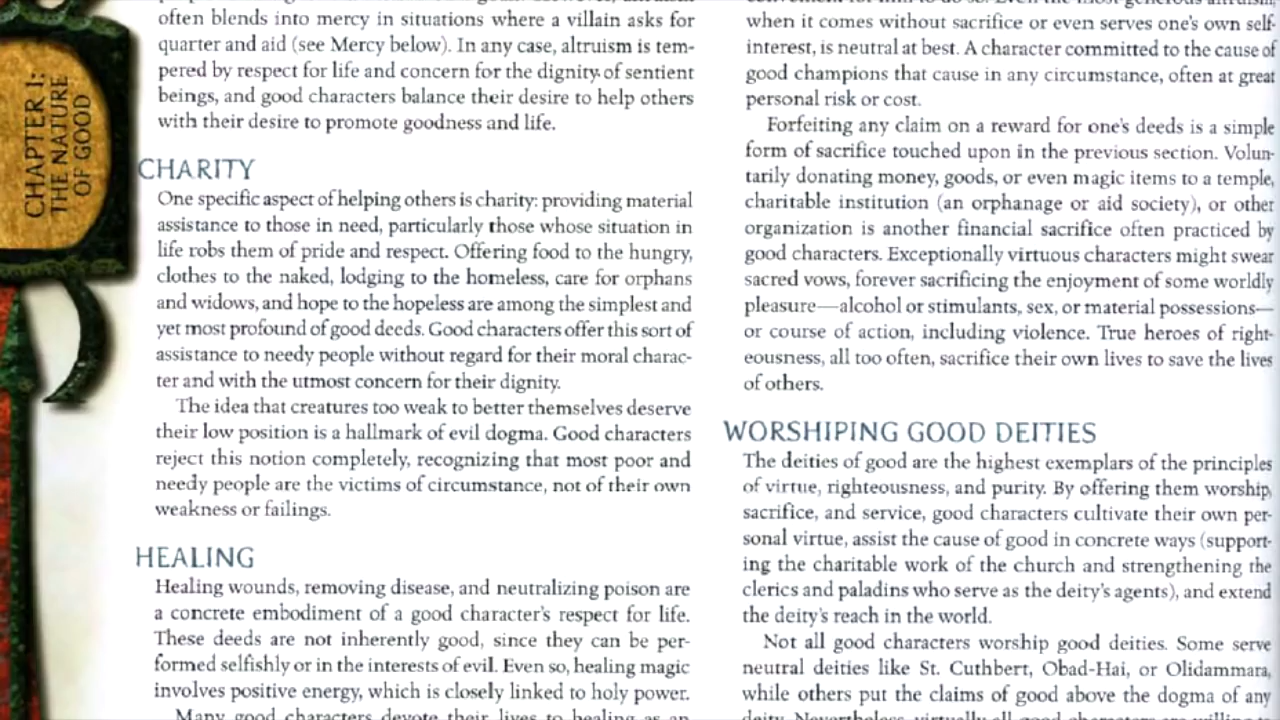 CHAPTER 1:
THE NATURE
OF GOOD
often blends into mercy in situations where a villain asks for
quarter and aid (see Mercy below). In any case, altruism is tem-
pered by respect for life and concern for the dignity of sentient
beings, and good characters balance their desire to help others
with their desire to promote goodness and life.
CHARITY
One specific aspect of helping others is charity: providing material
assistance to those in need, particularly those whose situation in
life robs them of pride and respect. Offering food to the hungry,
clothes to the naked, lodging to the homeless, care for orphans
and widows, and hope to the hopeless are among the simplest and
yet most profound of good deeds. Good characters offer this sort of
assistance to needy people without regard for their moral charac-
ter and with the utmost concern for their dignity.
The idea that creatures too weak to better themselves deserve
their low position is a hallmark of evil dogma. Good characters
reject this notion completely, recognizing that most poor and
needy people are the victims of circumstance, not of their own
weakness or failings.
HEALING
Healing wounds, removing disease, and neutralizing poison are
a concrete embodiment of a good character's respect for life.
These deeds are not inherently good, since they can be per-
formed selfishly or in the interests of evil. Even so, healing magic
involves positive energy, which is closely linked to holy power.
Many good characters devote their lives to healing as an
when it comes without sacrifice or even serves one's own self-
interest, is neutral at best. A character committed to the cause of
good champions that cause in any circumstance, often at great
personal risk or cost.
Forfeiting any claim on a reward for one's deeds is a simple
form of sacrifice touched upon in the previous section. Volun-
tarily donating money, goods, or even magic items to a temple,
charitable institution (an orphanage or aid society), or other
organization is another financial sacrifice often practiced by
good characters. Exceptionally virtuous characters might swear
sacred vows, forever sacrificing the enjoyment of some worldly
pleasure—alcohol or stimulants, sex, or material possessions—
or course of action, including violence. True heroes of right-
eousness, all too often, sacrifice their own lives to save the lives
of others.
WORSHIPING GOOD DEITIES
The deities of good are the highest exemplars of the principles
of virtue, righteousness, and purity. By offering them worship,
sacrifice, and service, good characters cultivate their own per-
sonal virtue, assist the cause of good in concrete ways (support-
ing the charitable work of the church and strengthening the
clerics and paladins who serve as the deity's agents), and extend
the deity's reach in the world.
Not all good characters worship good deities. Some serve
neutral deities like St. Cuthbert, Obad-Hai, or Olidammara,
while others put the claims of good above the dogma of any